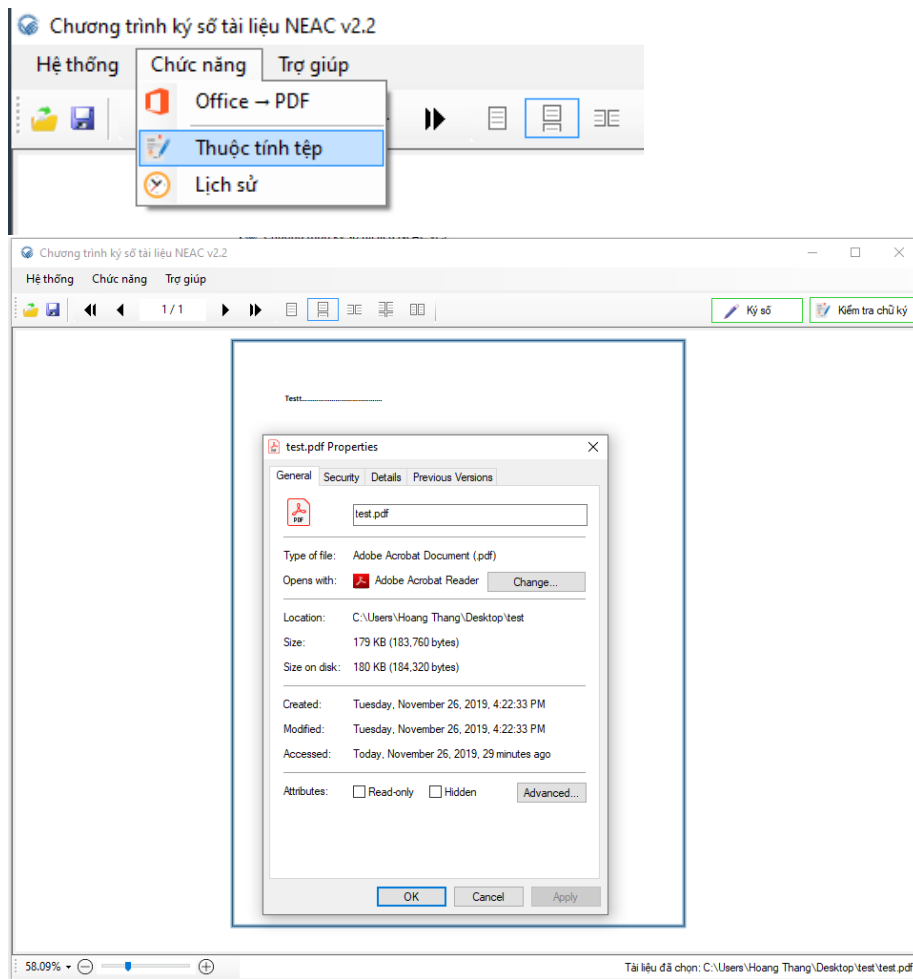 Chương trình ký số tài liệu NEAC v2.2
Hệ thống Chức năng Trợ giúp
Office → PDF
Thuộc tính tệp
Lịch sử
Chương trình ký số tài liệu NEAC v2.2
Hệ thống Chức năng Trợ giúp
1 / 1 Ký số Kiểm tra chữ ký
Testt........................................
test.pdf Properties
General Security Details Previous Versions
PDF test.pdf
Type of file: Adobe Acrobat Document (.pdf)
Opens with: Adobe Acrobat Reader Change...
Location: C:\Users\Hoang Thang\Desktop\test
Size: 179 KB (183,760 bytes)
Size on disk: 180 KB (184,320 bytes)
Created: Tuesday, November 26, 2019, 4:22:33 PM
Modified: Tuesday, November 26, 2019, 4:22:33 PM
Accessed: Today, November 26, 2019, 29 minutes ago
Attributes: Read-only Hidden Advanced...
OK Cancel Apply
58.09% Tài liệu đã chọn: C:\Users\Hoang Thang\Desktop\test\test.pdf